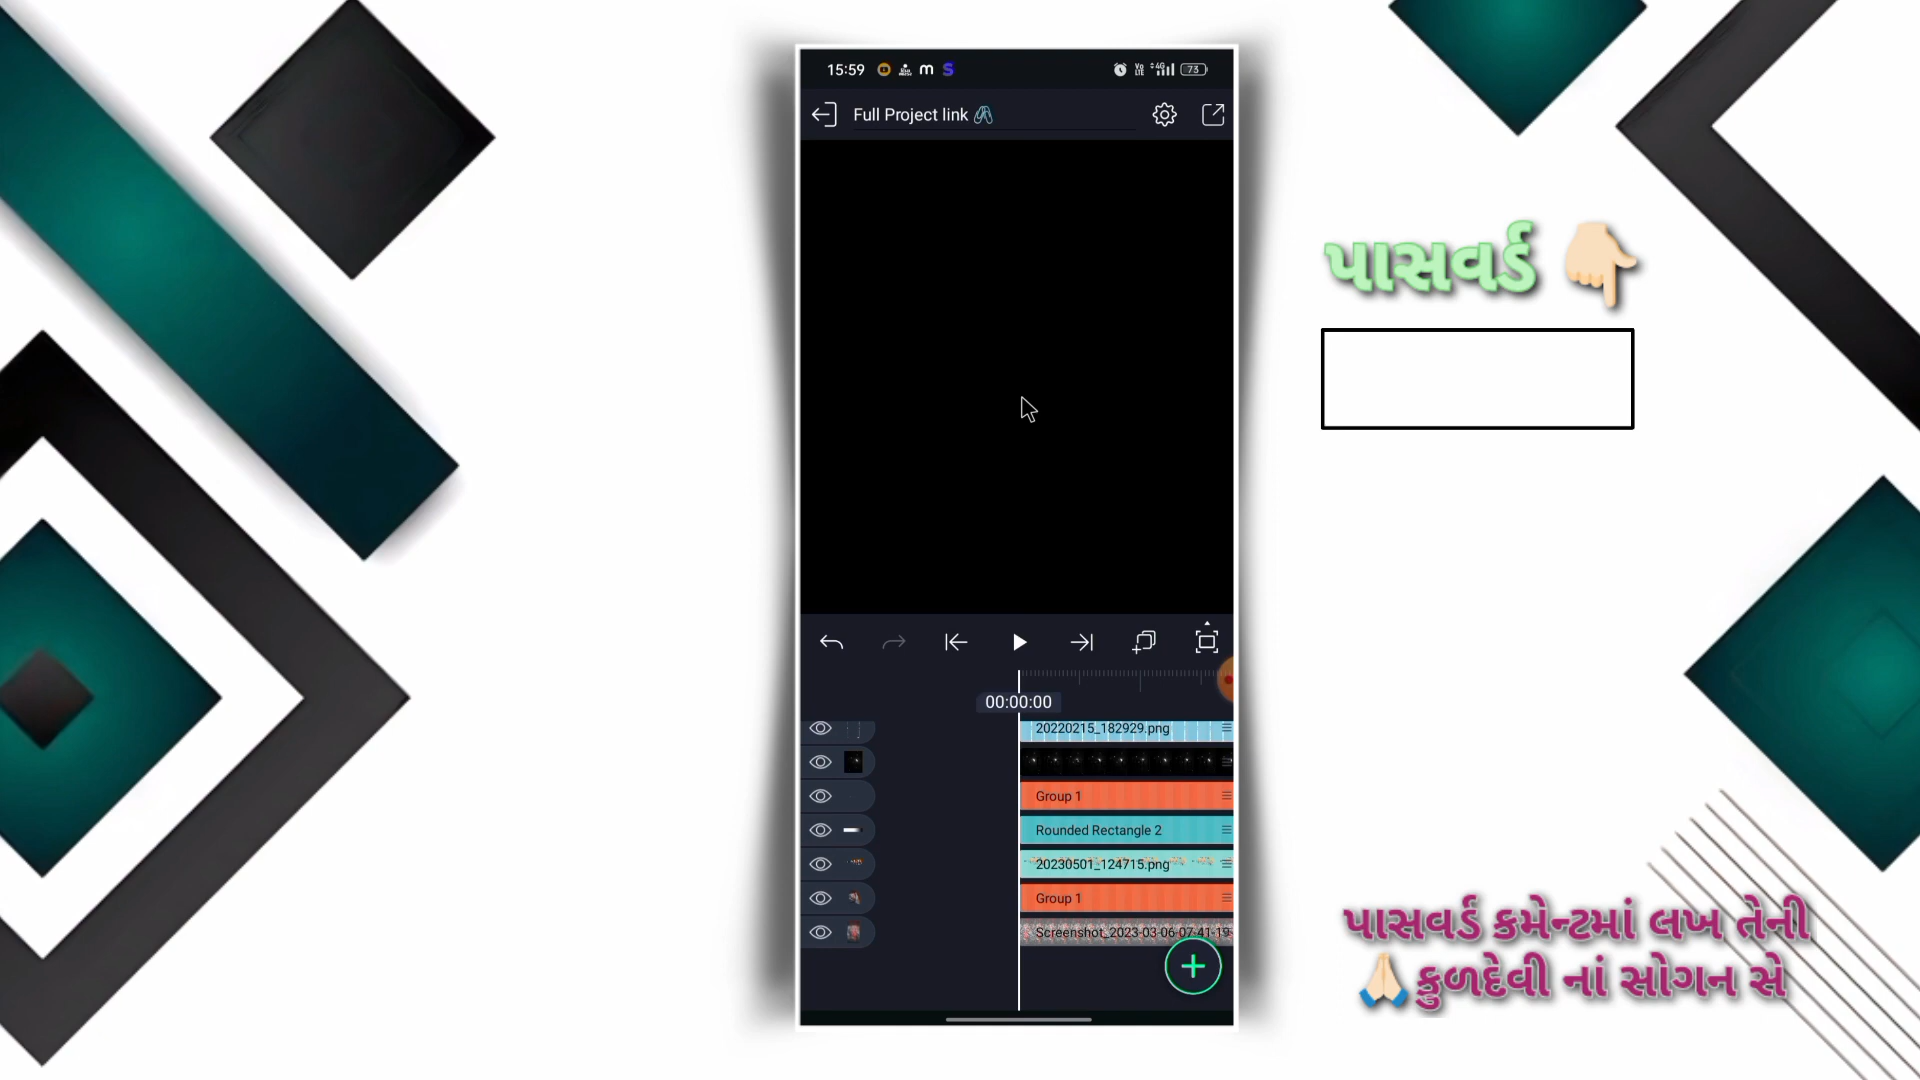 15:59
73
Full Project link
પાસવર્ડ
00:00:00
20220215_182929.png
Group 1
Rounded Rectangle 2
20230501_124715.png
Group 1
Screenshot_2023-03-06-07-41-19-
પાસવર્ડ કમેન્ટમાં લખ તેની
કુળદેવી નાં સોગન સે